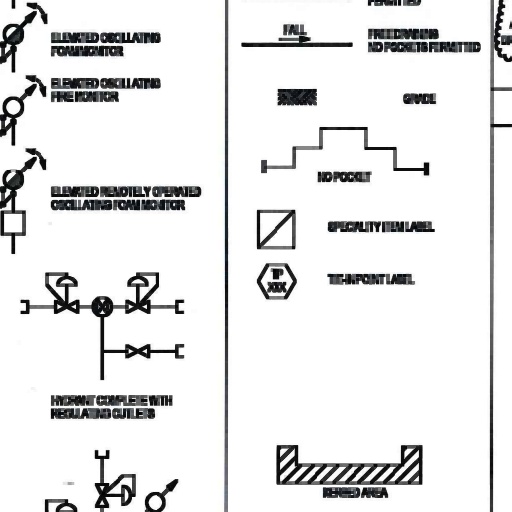 ELEVATED OSCILLATING
FOAM MONITOR
ELEVATED OSCILLATING
FIRE MONITOR
ELEVATED REMOTELY OPERATED
OSCILLATING FOAM MONITOR
HYDRANT COMPLETE WITH
REGULATING OUTLETS
PERMITTED
FALL
FREE DRAINING
NO POCKETS PERMITTED
GRADE
NO POCKET
SPECIALITY ITEM LABEL
TP
XXX
TIE-IN POINT LABEL